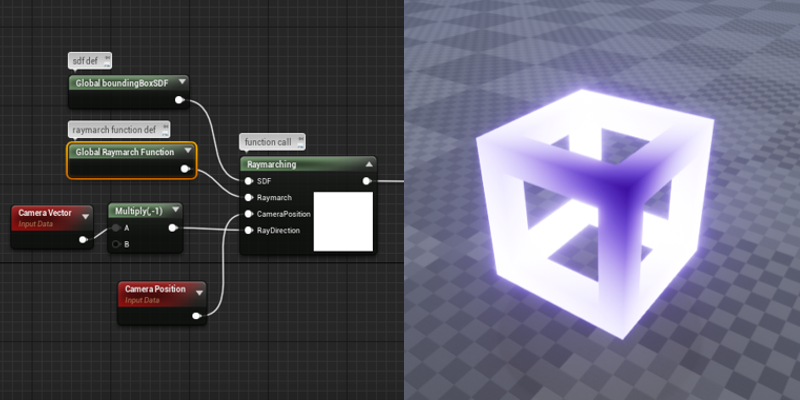 sdf def
Global boundingBoxSDF
raymarch function def
Global Raymarch Function
function call
Raymarching
SDF
Raymarch
CameraPosition
RayDirection
Camera Vector
Input Data
Multiply(,-1)
A
B
Camera Position
Input Data